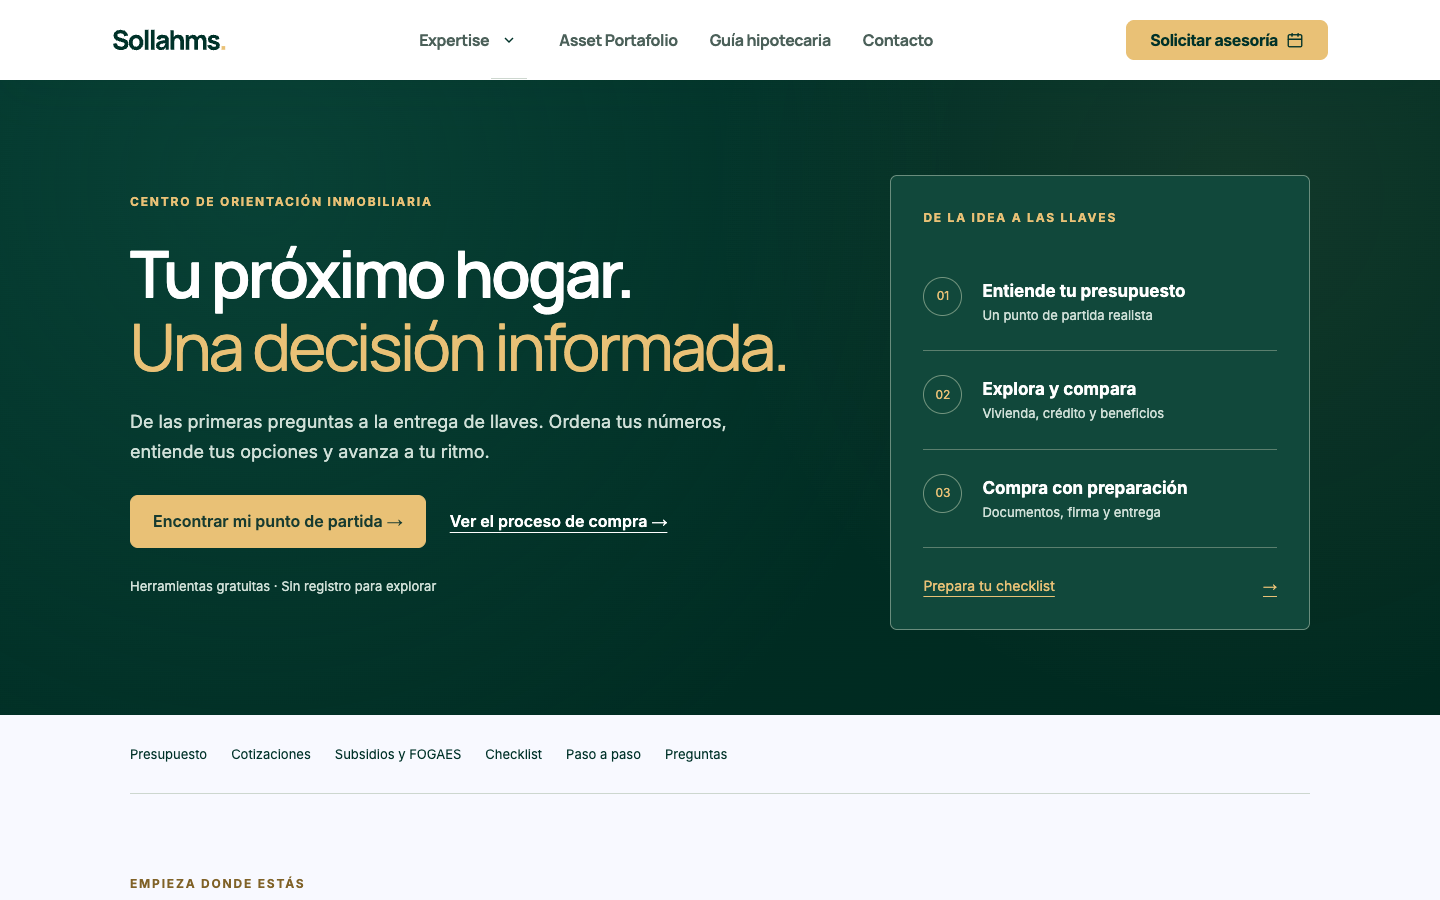 Sollahms.
Expertise
Asset Portafolio
Guía hipotecaria
Contacto
Solicitar asesoría
CENTRO DE ORIENTACIÓN INMOBILIARIA
Tu próximo hogar.
Una decisión informada.
De las primeras preguntas a la entrega de llaves. Ordena tus números,
entiende tus opciones y avanza a tu ritmo.
Encontrar mi punto de partida →
Ver el proceso de compra →
Herramientas gratuitas · Sin registro para explorar
DE LA IDEA A LAS LLAVES
01
Entiende tu presupuesto
Un punto de partida realista
02
Explora y compara
Vivienda, crédito y beneficios
03
Compra con preparación
Documentos, firma y entrega
Prepara tu checklist →
Presupuesto
Cotizaciones
Subsidios y FOGAES
Checklist
Paso a paso
Preguntas
EMPIEZA DONDE ESTÁS